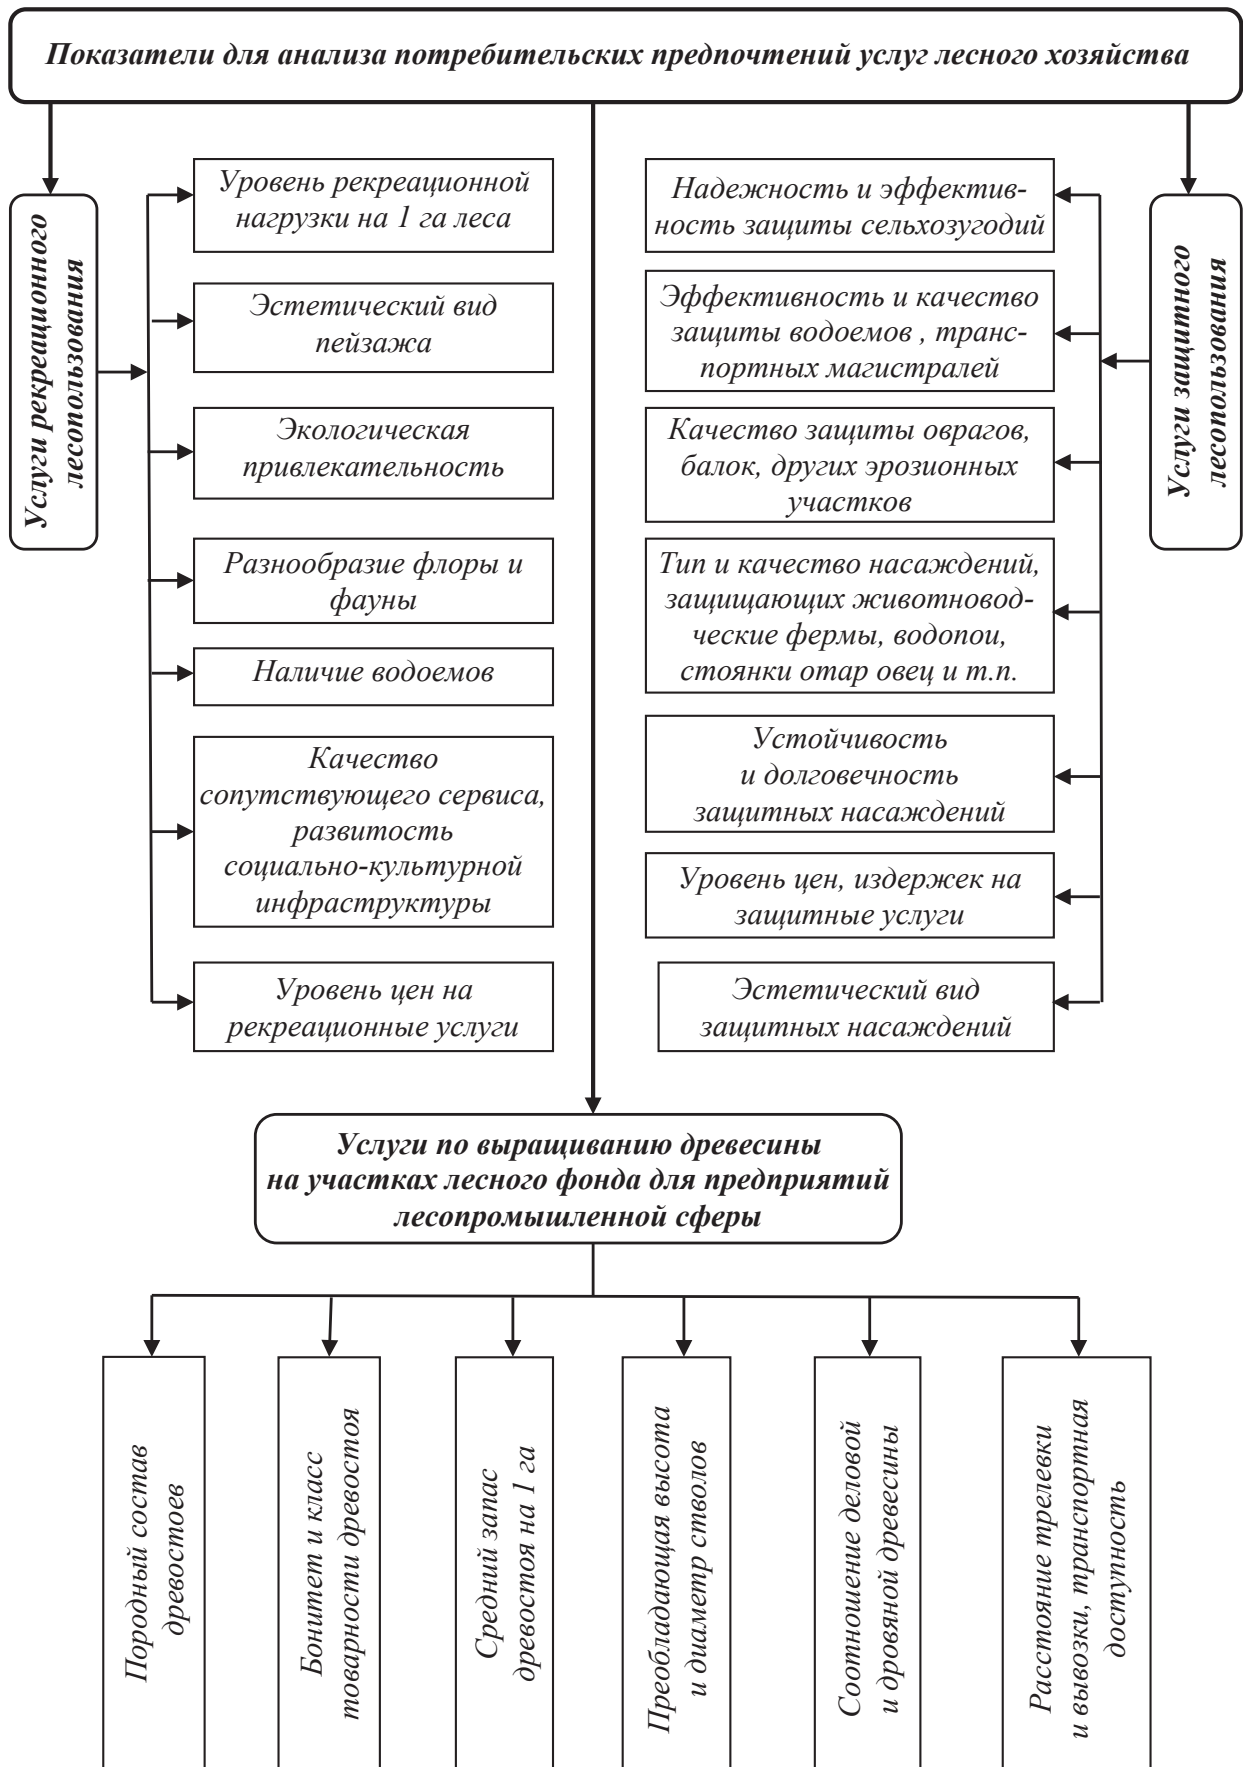 Показатели для анализа потребительских предпочтений услуг лесного хозяйства
Услуги рекреационного
лесопользования
Уровень рекреационной
нагрузки на 1 га леса
Эстетический вид
пейзажа
Экологическая
привлекательность
Разнообразие флоры и
фауны
Наличие водоемов
Качество
сопутствующего сервиса,
развитость
социально-культурной
инфраструктуры
Уровень цен на
рекреационные услуги
Надежность и эффектив-
ность защиты сельхозугодий
Эффективность и качество
защиты водоемов , транс-
портных магистралей
Качество защиты оврагов,
балок, других эрозионных
участков
Тип и качество насаждений,
защищающих животновод-
ческие фермы, водопои,
стоянки отар овец и т.п.
Устойчивость
и долговечность
защитных насаждений
Уровень цен, издержек на
защитные услуги
Эстетический вид
защитных насаждений
Услуги защитного
лесопользования
Услуги по выращиванию древесины
на участках лесного фонда для предприятий
лесопромышленной сферы
Породный состав
древостоев
Бонитет и класс
товарности древостоя
Средний запас
древостоя на 1 га
Преобладающая высота
и диаметр стволов
Соотношение деловой
и дровяной древесины
Расстояние трелевки
и вывозки, транспортная
доступность